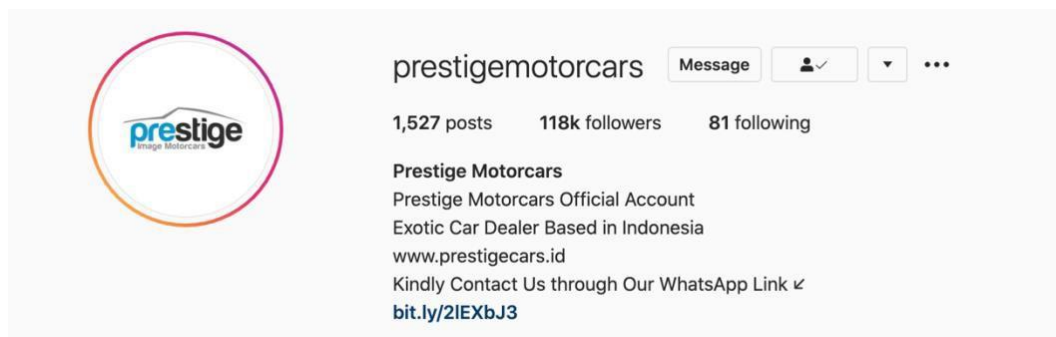 prestigemotorcars Message
1,527 posts 118k followers 81 following
prestige
Image Motorcars
Prestige Motorcars
Prestige Motorcars Official Account
Exotic Car Dealer Based in Indonesia
www.prestigecars.id
Kindly Contact Us through Our WhatsApp Link ↙
bit.ly/2IEXbJ3